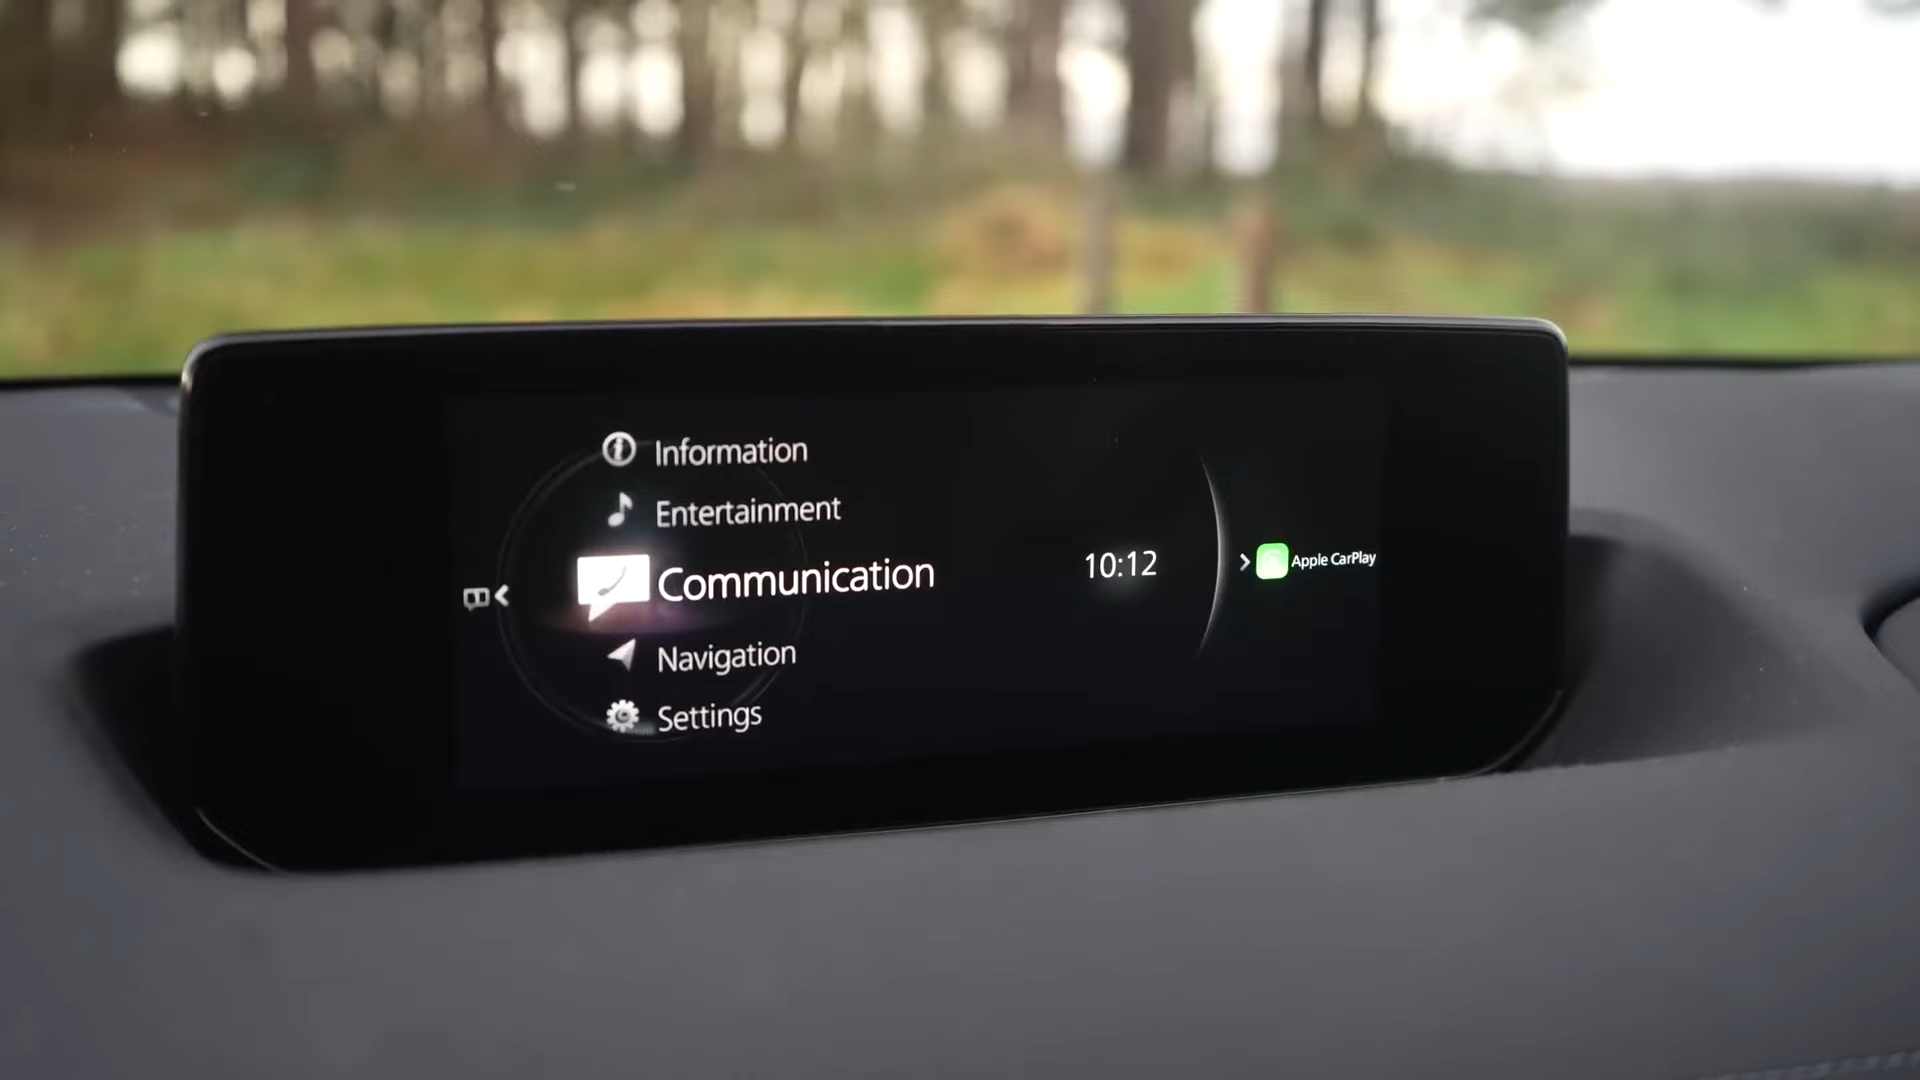 Information
Entertainment
Communication
Navigation
Settings
10:12
Apple CarPlay